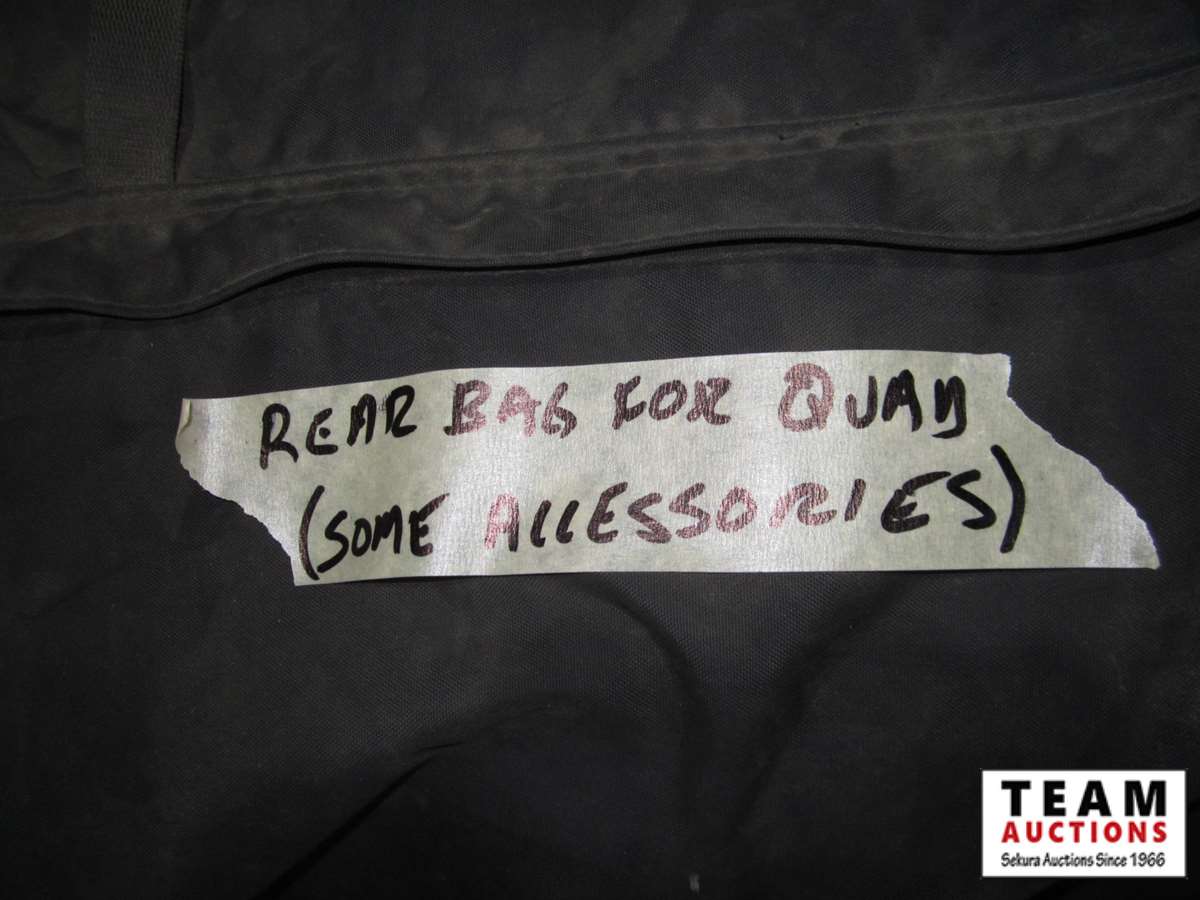 REAR BAG FOR QUAD
(SOME ACCESSORIES)
TEAM
AUCTIONS
Sekura Auctions Since 1966